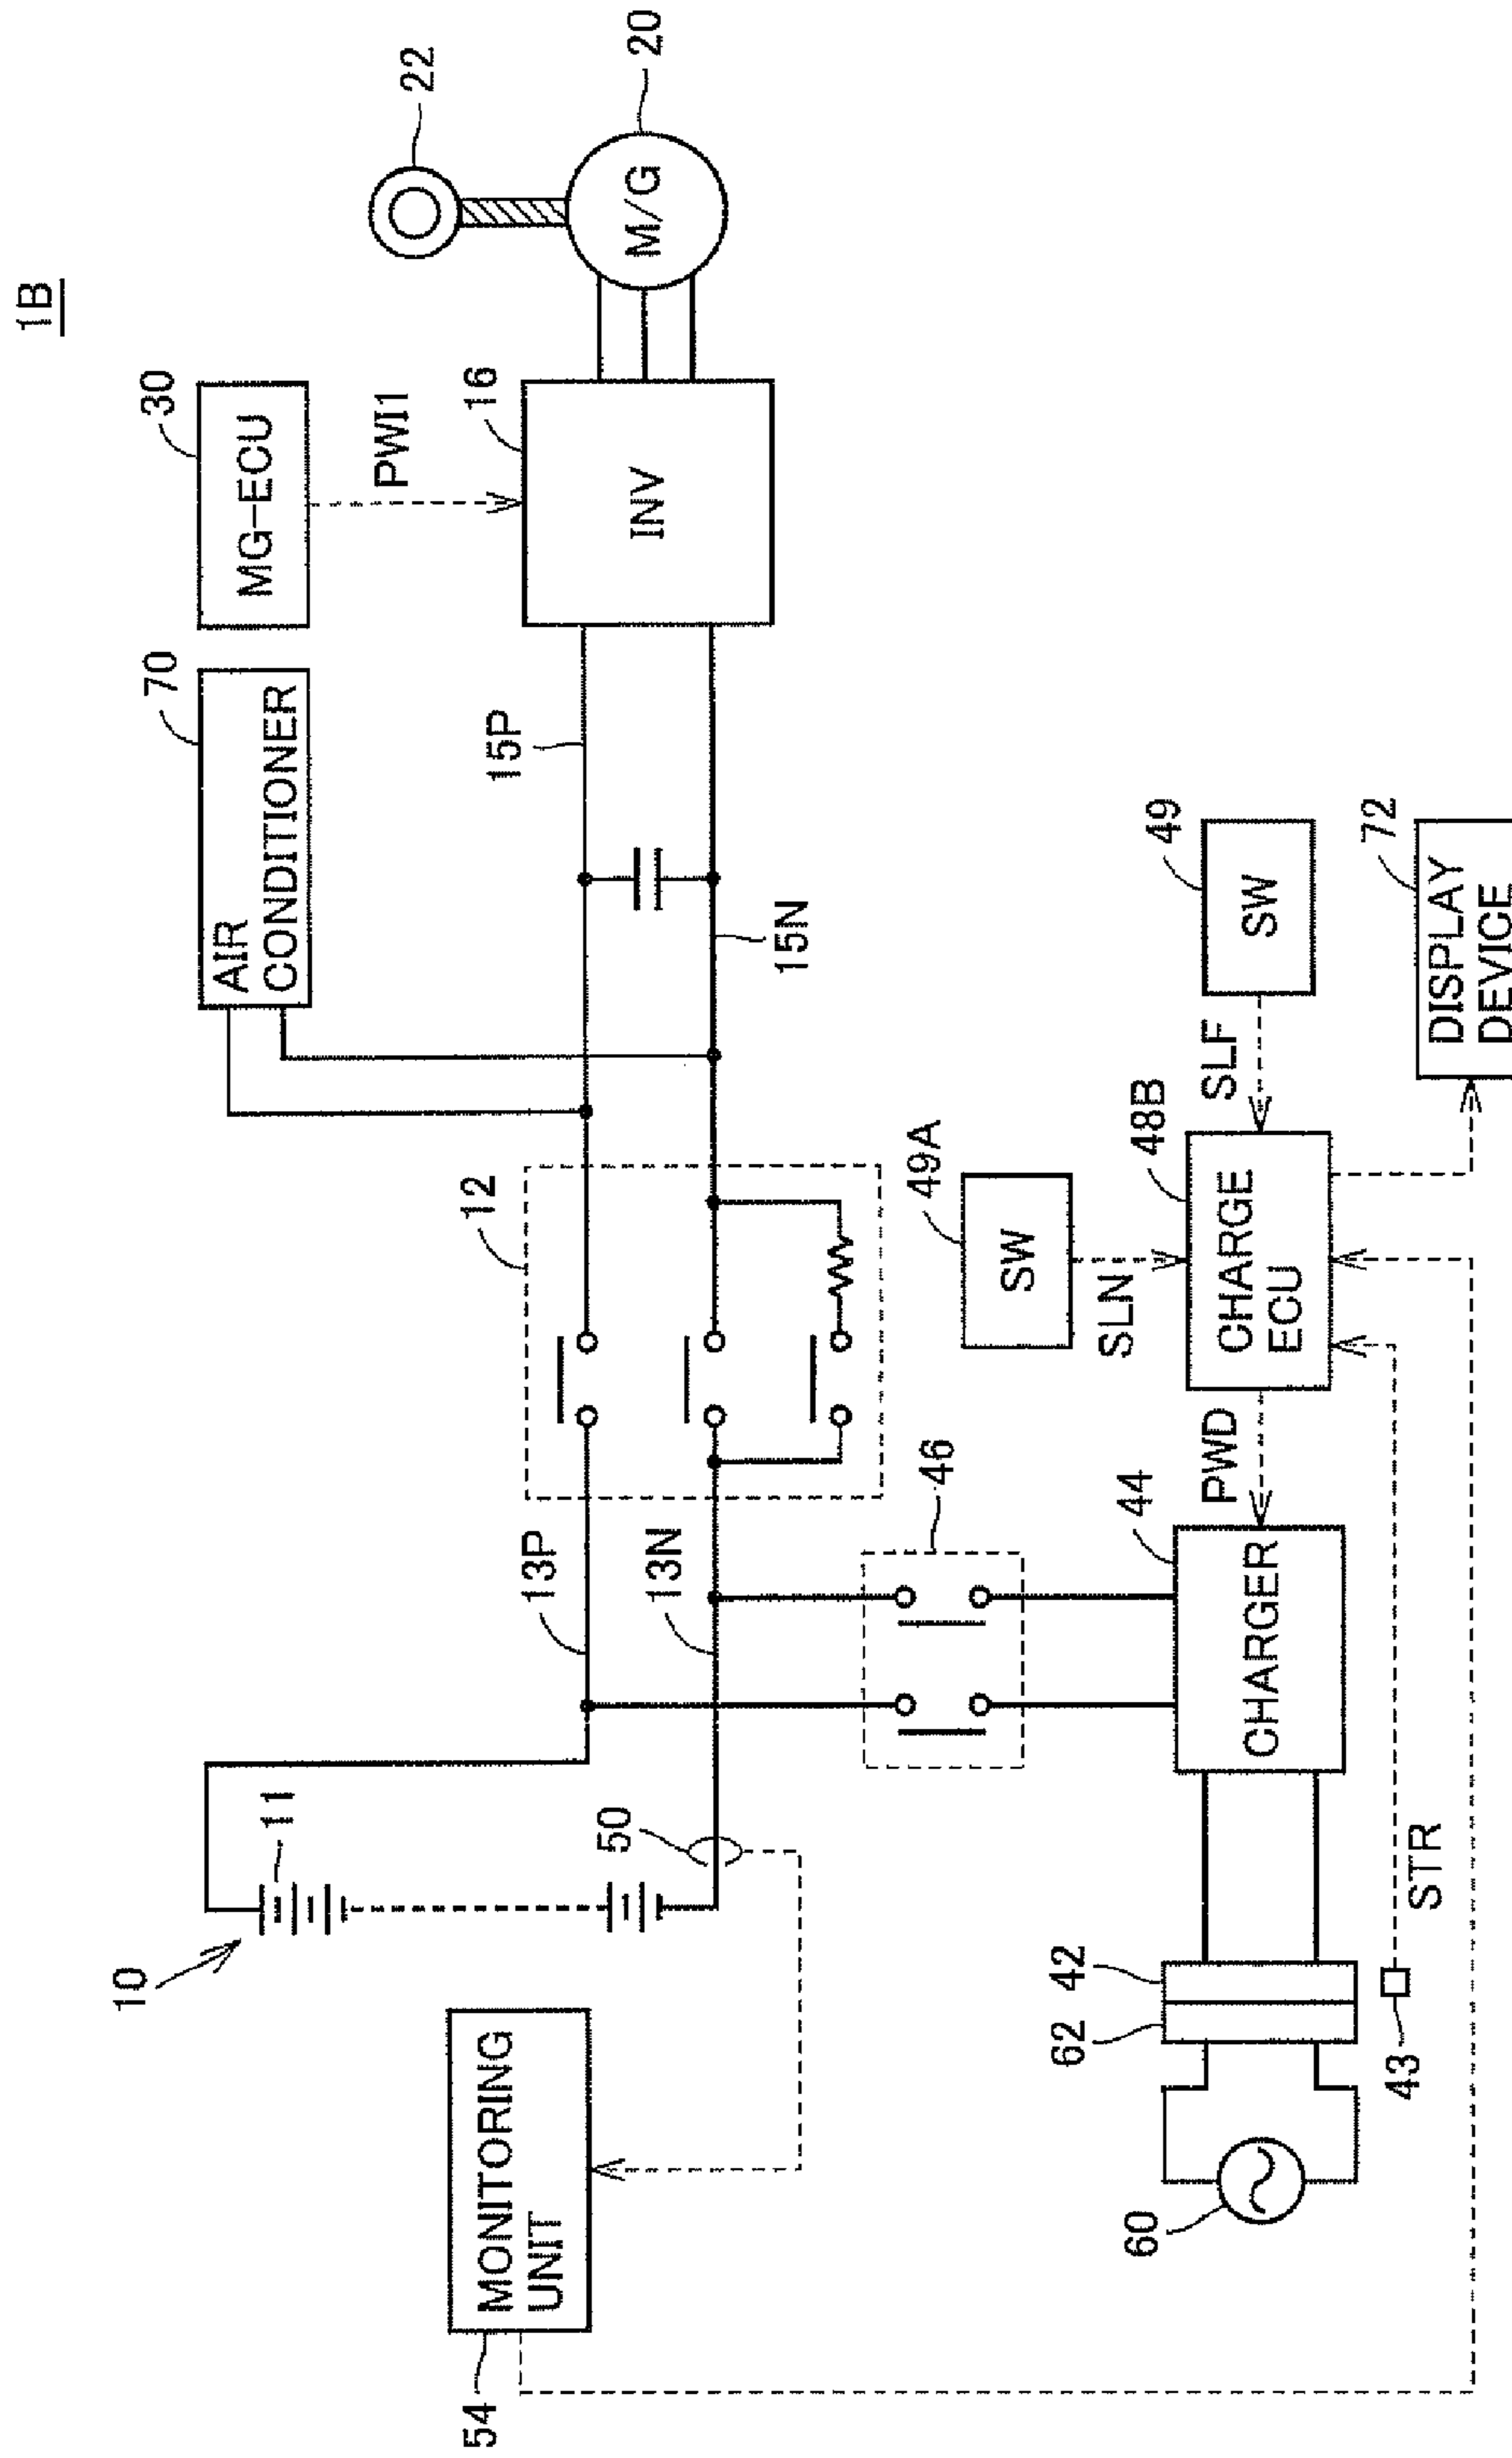 1B
22
20
M/G
30
MG-ECU
PWI1
16
INV
70
AIR
CONDITIONER
15P
15N
12
10
11
13P
13N
50
54
MONITORING
UNIT
46
49A
SW
SLN
49
SW
SLF
48B
CHARGE
ECU
72
DISPLAY
DEVICE
PWD
44
CHARGER
42
62
60
43
STR